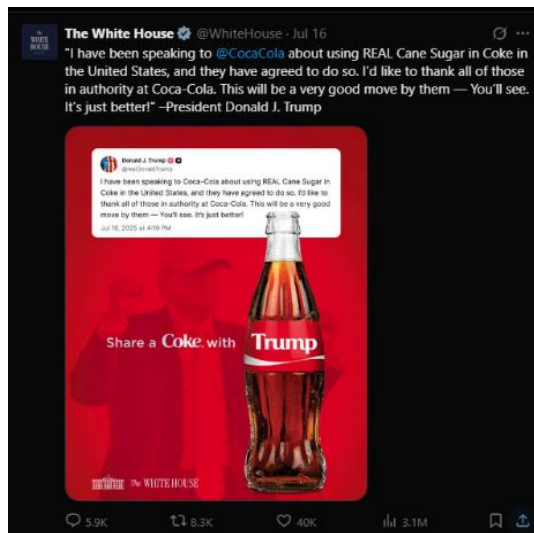 The White House @WhiteHouse · Jul 16
"I have been speaking to @CocaCola about using REAL Cane Sugar in Coke in
the United States, and they have agreed to do so. I'd like to thank all of those
in authority at Coca-Cola. This will be a very good move by them — You'll see.
It's just better!" –President Donald J. Trump
Donald J. Trump
@realDonaldTrump
I have been speaking to Coca-Cola about using REAL Cane Sugar in
Coke in the United States, and they have agreed to do so. I'd like to
thank all of those in authority at Coca-Cola. This will be a very good
move by them — You'll see. It's just better!
Jul 16, 2025 at 4:19 PM
Share a Coke with Trump
The WHITE HOUSE
5.9K 8.3K 40K 3.1M